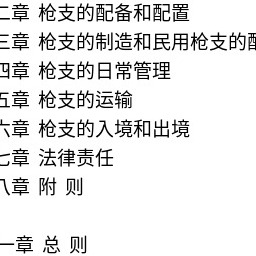 二章 枪支的配备和配置
三章 枪支的制造和民用枪支的配
四章 枪支的日常管理
五章 枪支的运输
六章 枪支的入境和出境
七章 法律责任
八章 附 则
一章 总 则